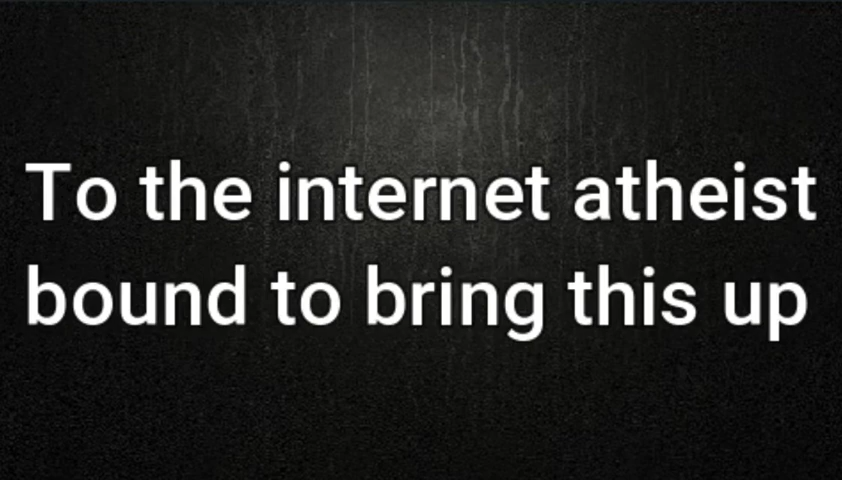 To the internet atheist
bound to bring this up